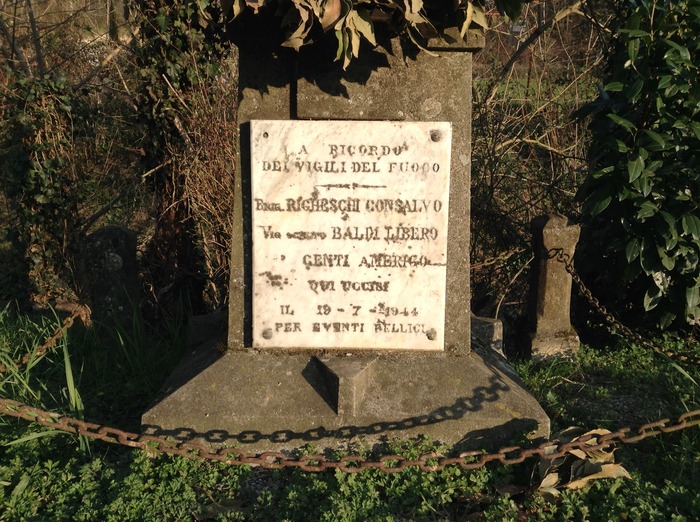 A RICORDO
DEI VIGILI DEL FUOCO
RICHESCHI CONSALVO
BALDI LIBERO
GENTI AMERIGO
QUI UCCISI
IL 19-7-1944
PER EVENTI BELLICI